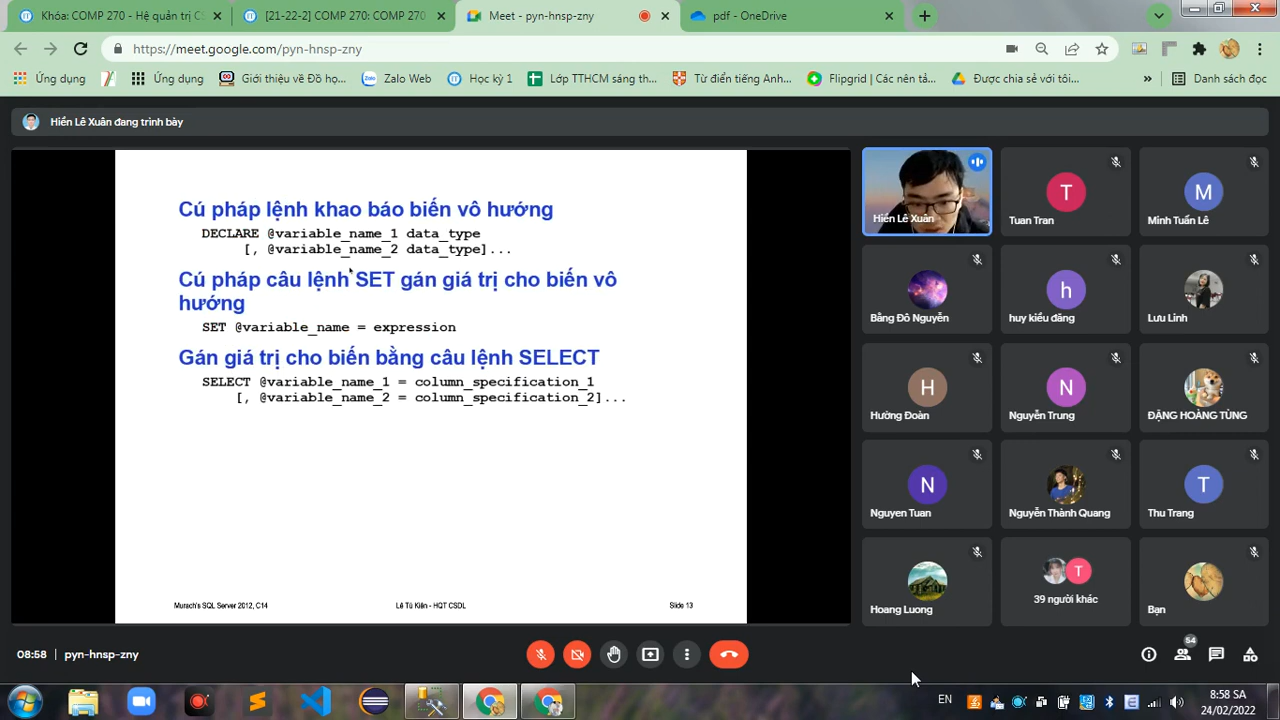 Khóa: COMP 270 - Hệ quản trị CS
[21-22-2] COMP 270: COMP 270
Meet - pyn-hnsp-zny
pdf - OneDrive
https://meet.google.com/pyn-hnsp-zny
Ứng dụng
Ứng dụng
Giới thiệu về Đồ họ...
Zalo Web
Học kỳ 1
Lớp TTHCM sáng th...
Từ điển tiếng Anh...
Flipgrid | Các nên tả...
Được chia sẻ với tôi...
»
Danh sách đọc
Hiển Lê Xuân đang trình bày
Cú pháp lệnh khao báo biến vô hướng
DECLARE @variable_name_1 data_type
[, @variable_name_2 data_type]...
Cú pháp câu lệnh SET gán giá trị cho biến vô
hướng
SET @variable_name = expression
Gán giá trị cho biến bằng câu lệnh SELECT
SELECT @variable_name_1 = column_specification_1
[, @variable_name_2 = column_specification_2]...
Murach's SQL Server 2012, C14
Lê Tú Kiên - HQT CSDL
Slide 13
Hiển Lê Xuân
T
Tuan Tran
M
Minh Tuấn Lê
Bằng Đô Nguyễn
h
huy kiều đăng
Lưu Linh
H
Hường Đoàn
N
Nguyễn Trang
ĐẶNG HOÀNG TÙNG
N
Nguyen Tuan
Nguyễn Thành Quang
T
Thu Trang
Hoang Luong
T
39 người khác
Bạn
08:58 | pyn-hnsp-zny
54
EN
8:58 SA
24/02/2022